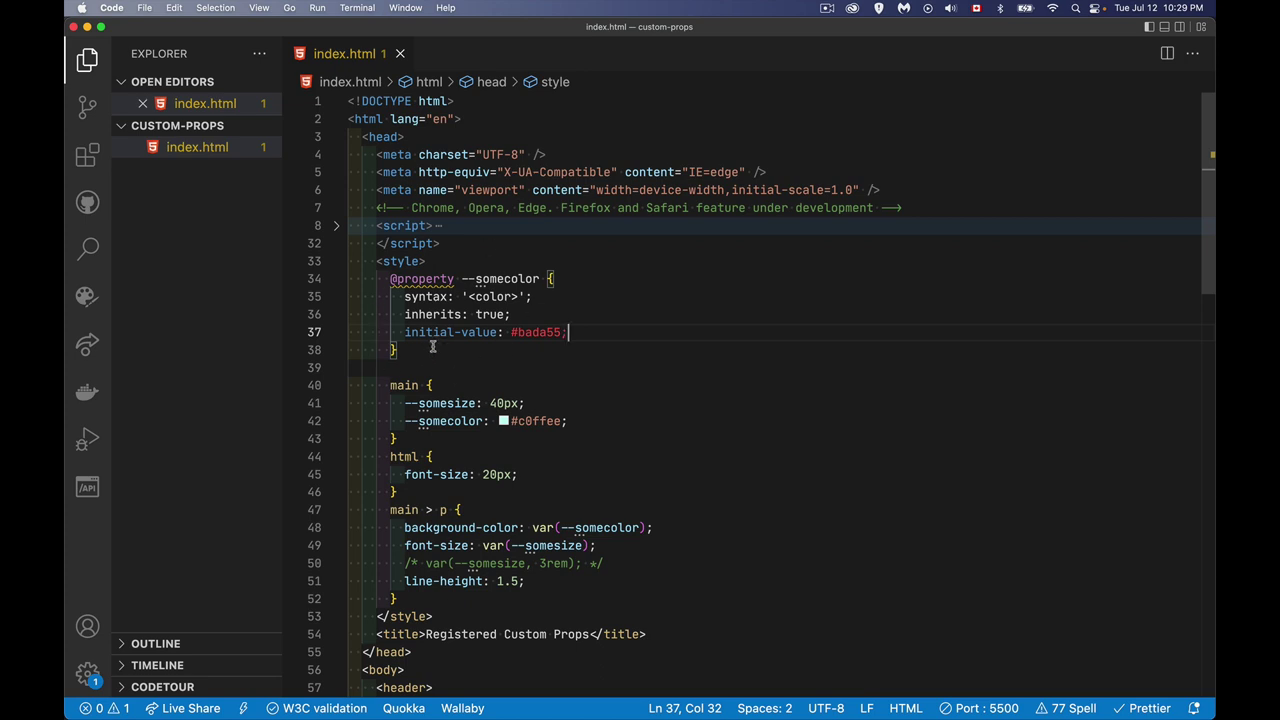 Code File Edit Selection View Go Run Terminal Window Help Tue Jul 12 10:29 PM
index.html — custom-props
EXPLORER
index.html 1
OPEN EDITORS
index.html > html > head > style
index.html 1
CUSTOM-PROPS
index.html 1
1 <!DOCTYPE html>
2 <html lang="en">
3 <head>
4 <meta charset="UTF-8" />
5 <meta http-equiv="X-UA-Compatible" content="IE=edge" />
6 <meta name="viewport" content="width=device-width,initial-scale=1.0" />
7 <!-- Chrome, Opera, Edge. Firefox and Safari feature under development -->
8 <script> ⋯
32 </script>
33 <style>
34 @property --somecolor {
35 syntax: '<color>';
36 inherits: true;
37 initial-value: #bada55;
38 }
39
40 main {
41 --somesize: 40px;
42 --somecolor: #c0ffee;
43 }
44 html {
45 font-size: 20px;
46 }
47 main > p {
48 background-color: var(--somecolor);
49 font-size: var(--somesize);
50 /* var(--somesize, 3rem); */
51 line-height: 1.5;
52 }
53 </style>
54 <title>Registered Custom Props</title>
55 </head>
56 <body>
57 <header>
/API
OUTLINE
TIMELINE
CODETOUR
1
0 1 Live Share W3C validation Quokka Wallaby Ln 37, Col 32 Spaces: 2 UTF-8 LF HTML Port : 5500 77 Spell Prettier